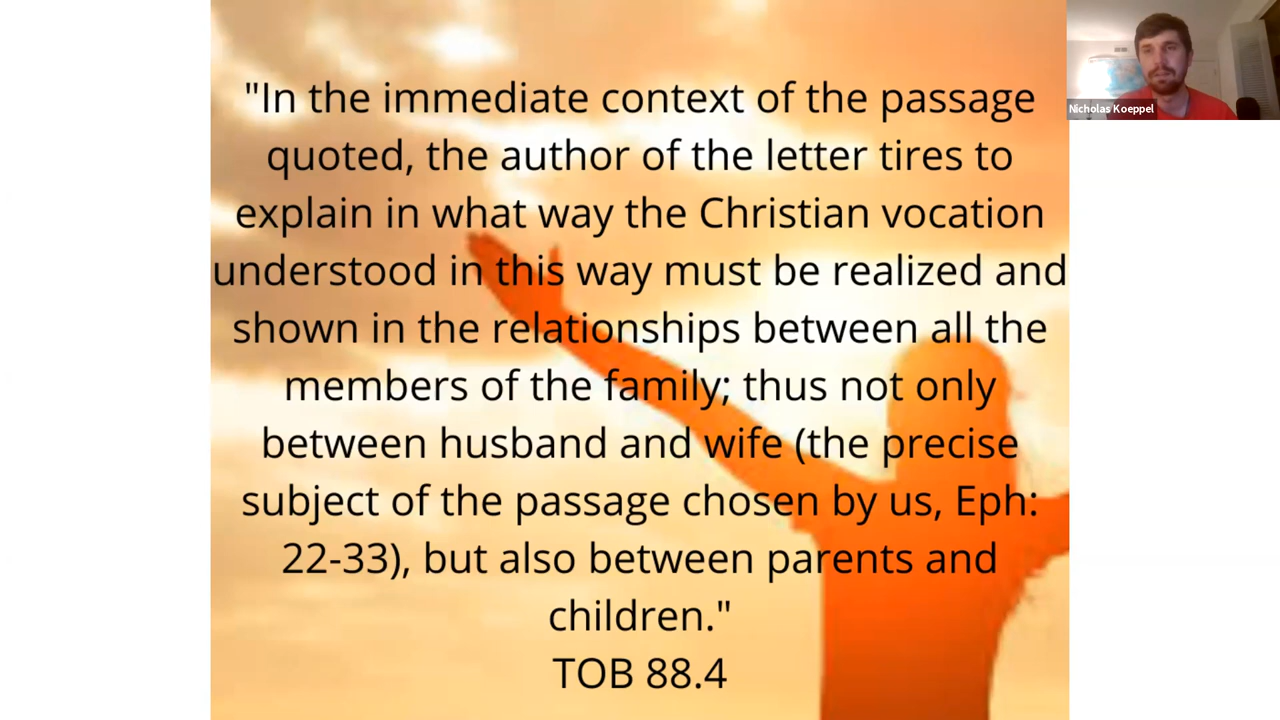 "In the immediate context of the passage
quoted, the author of the letter tires to
explain in what way the Christian vocation
understood in this way must be realized and
shown in the relationships between all the
members of the family; thus not only
between husband and wife (the precise
subject of the passage chosen by us, Eph:
22-33), but also between parents and
children."
TOB 88.4
Nicholas Koeppel